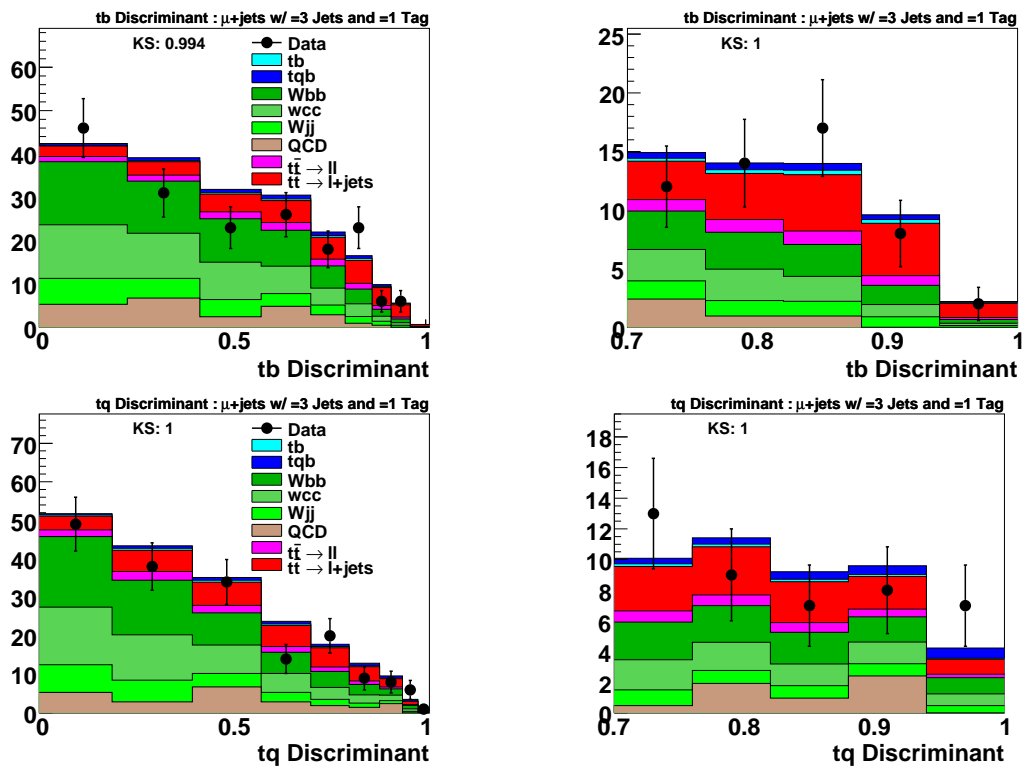 tb Discriminant : μ+jets w/ =3 Jets and =1 Tag
KS: 0.994
Data
tb
tqb
Wbb
wcc
Wjj
QCD
tt̄ → ll
tt̄ → l+jets
60
50
40
30
20
10
0
0
0.5
1
tb Discriminant
tb Discriminant : μ+jets w/ =3 Jets and =1 Tag
KS: 1
25
20
15
10
5
0
0.7
0.8
0.9
1
tb Discriminant
tq Discriminant : μ+jets w/ =3 Jets and =1 Tag
KS: 1
Data
tb
tqb
Wbb
wcc
Wjj
QCD
tt̄ → ll
tt̄ → l+jets
70
60
50
40
30
20
10
0
0
0.5
1
tq Discriminant
tq Discriminant : μ+jets w/ =3 Jets and =1 Tag
KS: 1
18
16
14
12
10
8
6
4
2
0
0.7
0.8
0.9
1
tq Discriminant